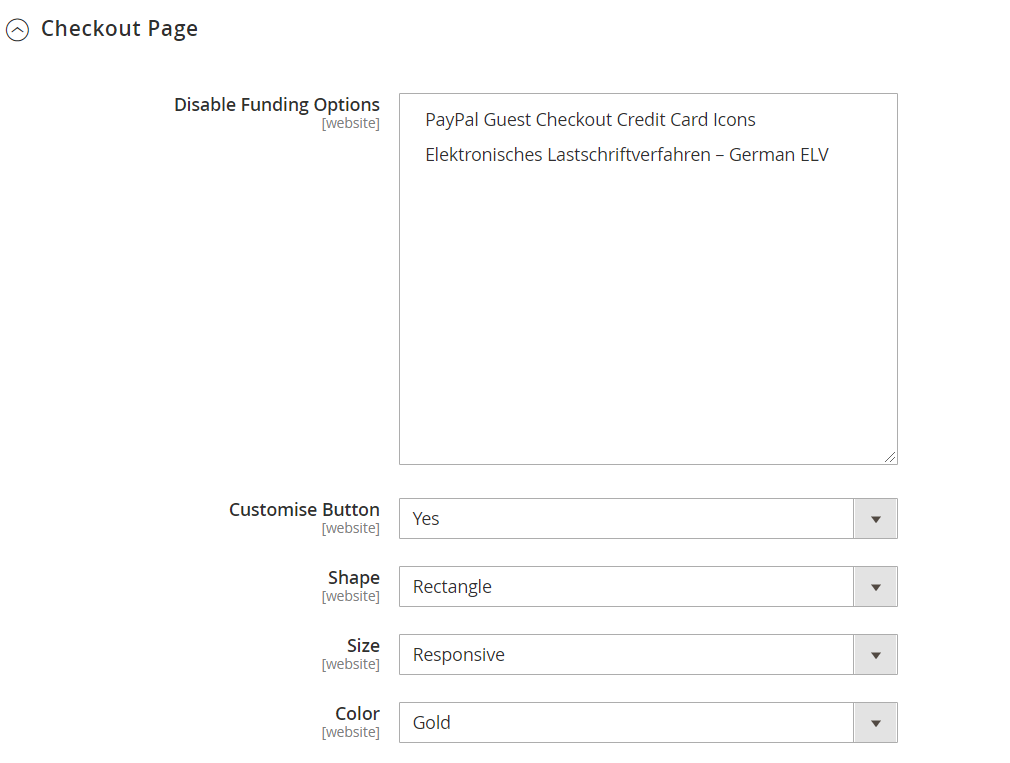 Checkout Page
Disable Funding Options
[website]
PayPal Guest Checkout Credit Card Icons
Elektronisches Lastschriftverfahren – German ELV
Customise Button
[website]
Yes
Shape
[website]
Rectangle
Size
[website]
Responsive
Color
[website]
Gold